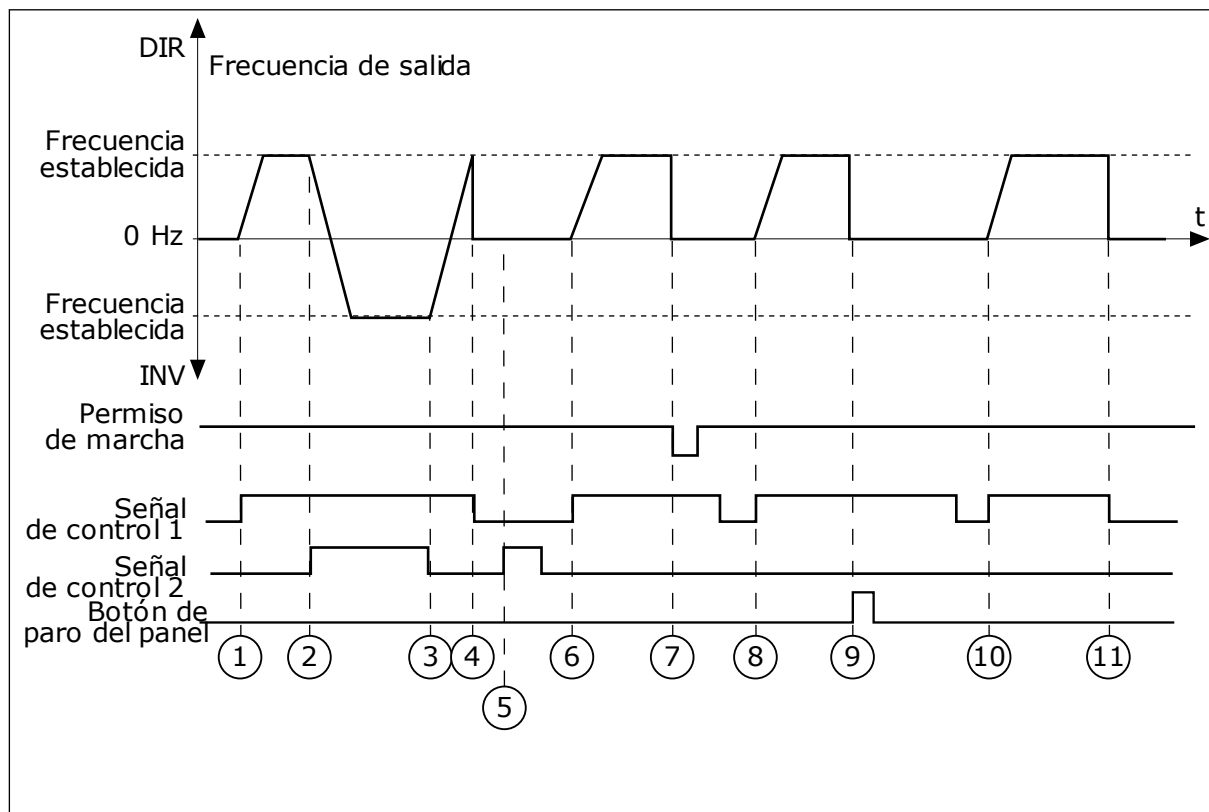 DIR
Frecuencia de salida
Frecuencia
establecida
0 Hz
t
Frecuencia
establecida
INV
Permiso
de marcha
Señal
de control 1
Señal
de control 2
Botón de
paro del panel
1 2 3 4 6 7 8 9 10 11
5